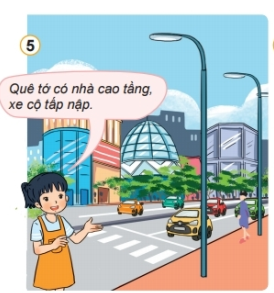 5
Quê tớ có nhà cao tầng,
xe cộ tấp nập.